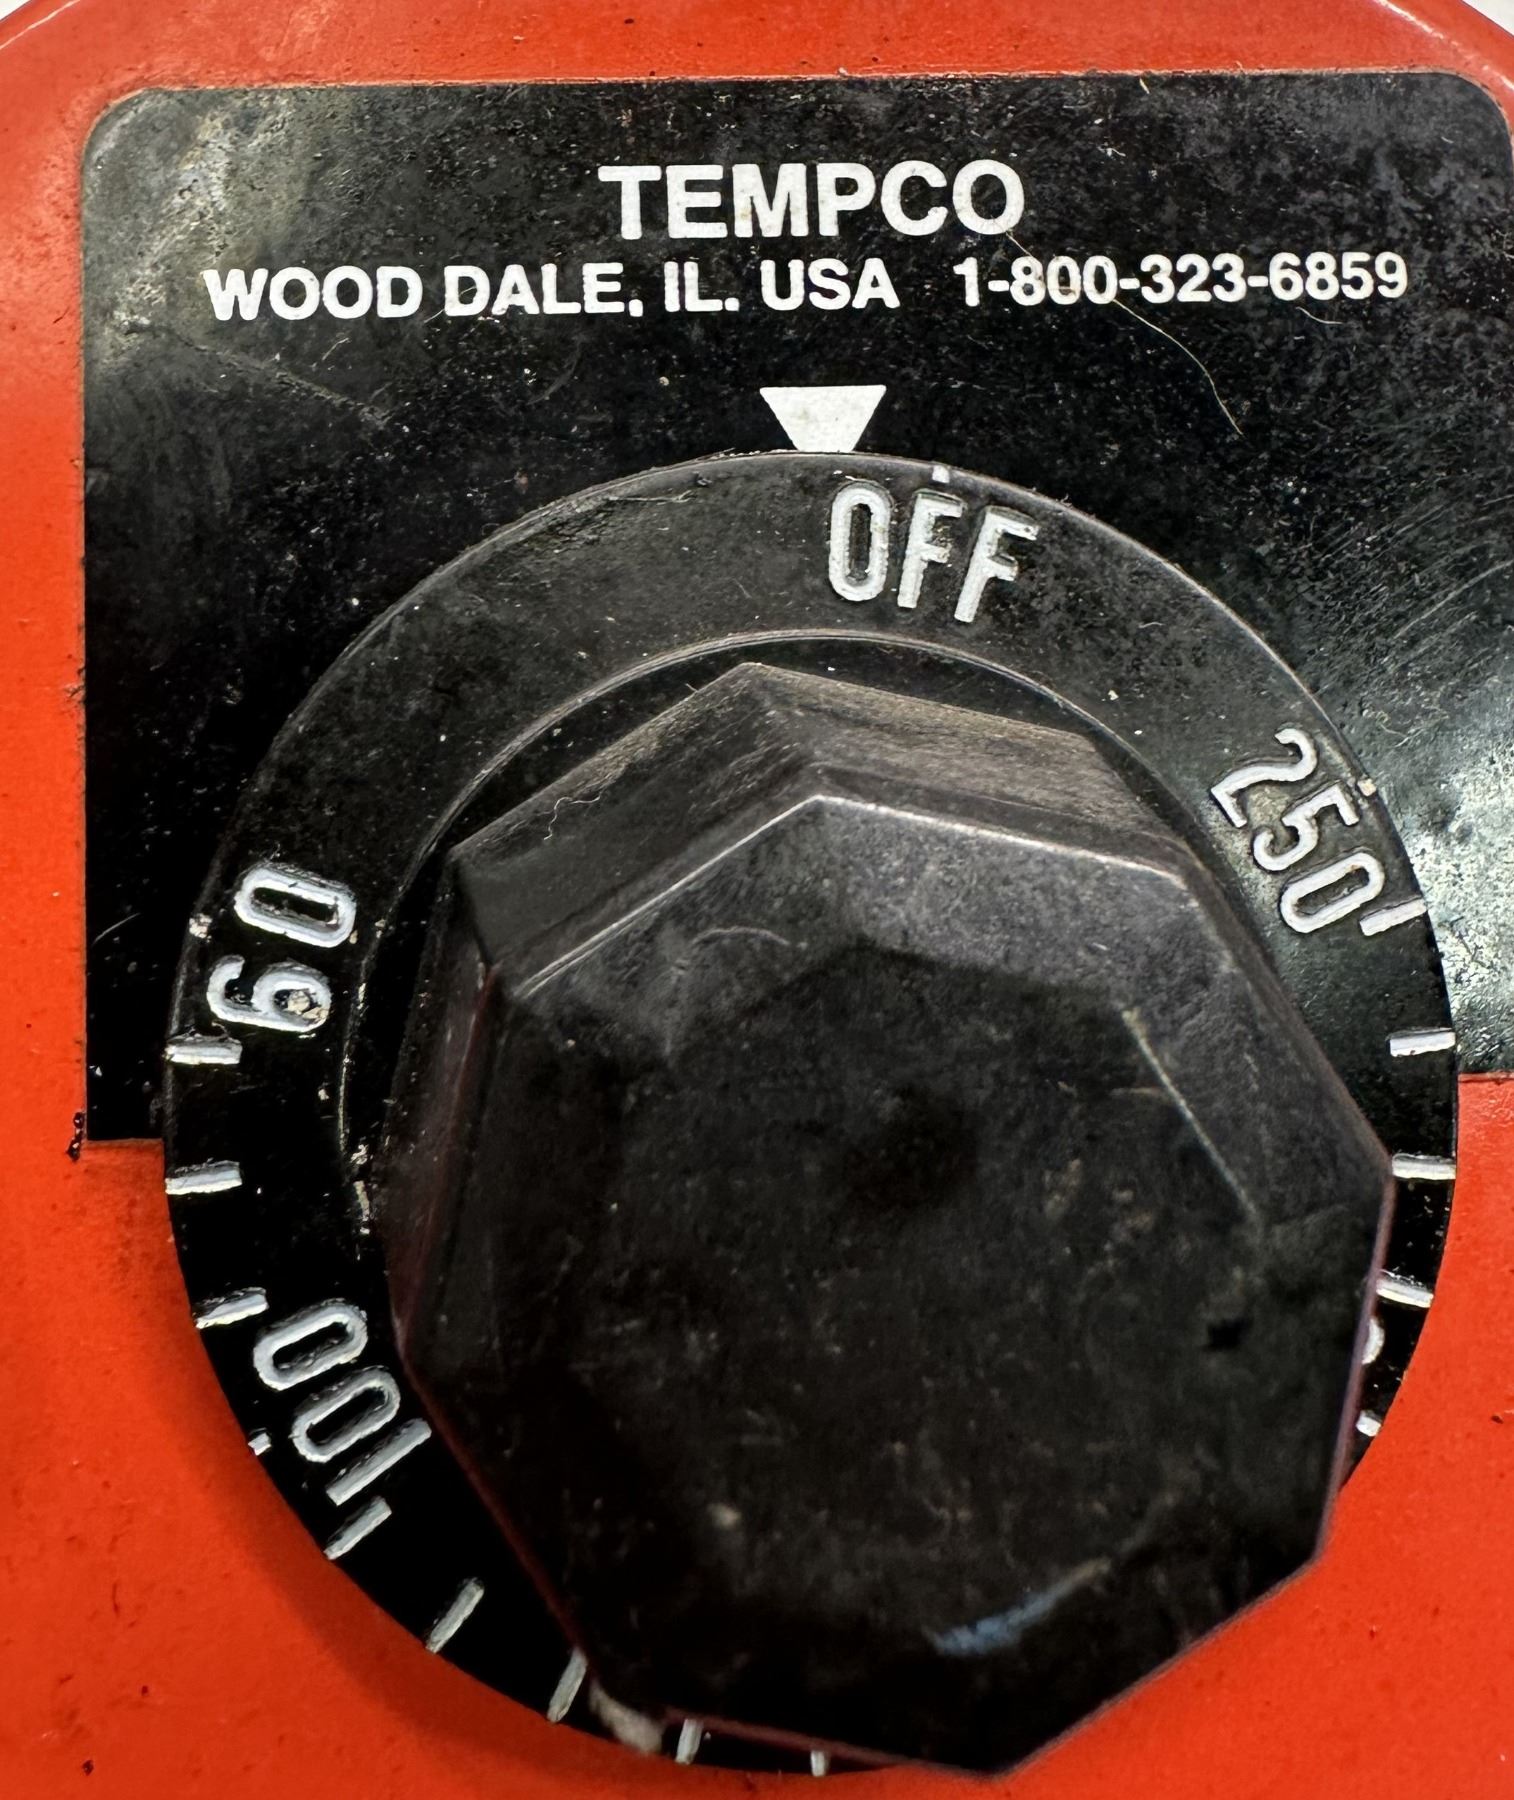 TEMPCO
WOOD DALE, IL. USA 1-800-323-6859
OFF
250
60
100